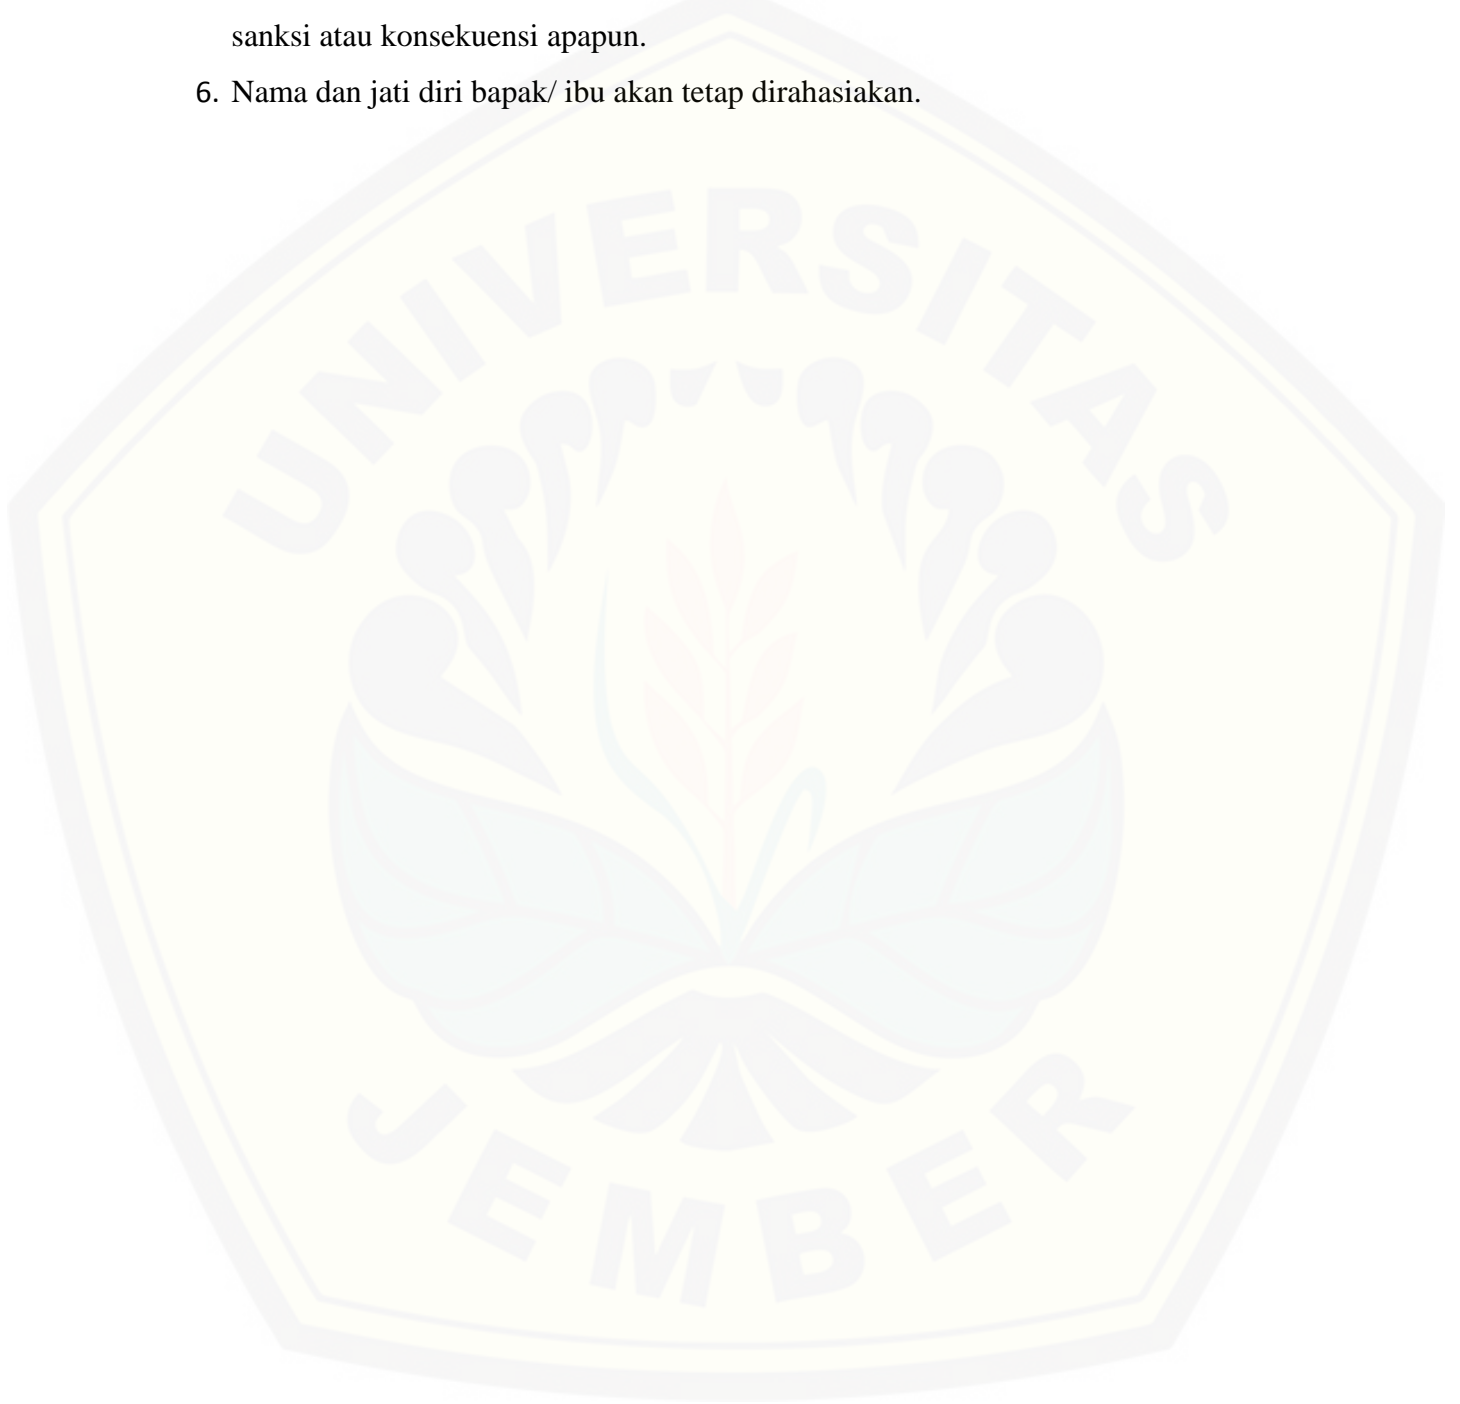 sanksi atau konsekuensi apapun.
6. Nama dan jati diri bapak/ ibu akan tetap dirahasiakan.
UNIVERSITAS
JEMBER